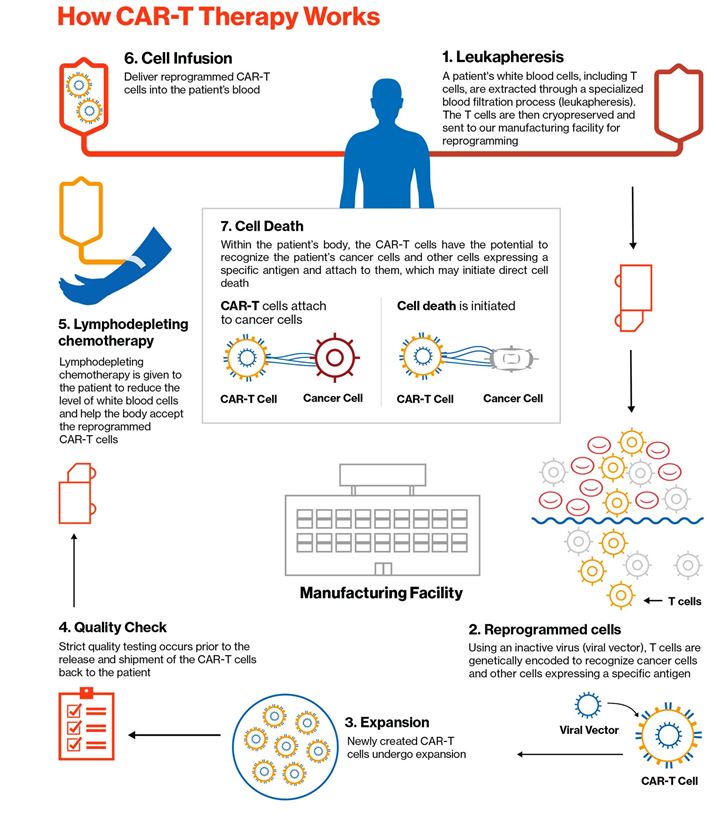 How CAR-T Therapy Works
6. Cell Infusion
Deliver reprogrammed CAR-T
cells into the patient's blood
1. Leukapheresis
A patient's white blood cells, including T
cells, are extracted through a specialized
blood filtration process (leukapheresis).
The T cells are then cryopreserved and
sent to our manufacturing facility for
reprogramming
7. Cell Death
Within the patient's body, the CAR-T cells have the potential to
recognize the patient's cancer cells and other cells expressing a
specific antigen and attach to them, which may initiate direct cell
death
CAR-T cells attach
to cancer cells
Cell death is initiated
CAR-T Cell
Cancer Cell
CAR-T Cell
Cancer Cell
5. Lymphodepleting
chemotherapy
Lymphodepleting
chemotherapy is given to
the patient to reduce the
level of white blood cells
and help the body accept
the reprogrammed
CAR-T cells
Manufacturing Facility
T cells
4. Quality Check
Strict quality testing occurs prior to the
release and shipment of the CAR-T cells
back to the patient
2. Reprogrammed cells
Using an inactive virus (viral vector), T cells are
genetically encoded to recognize cancer cells
and other cells expressing a specific antigen
3. Expansion
Newly created CAR-T
cells undergo expansion
Viral Vector
CAR-T Cell